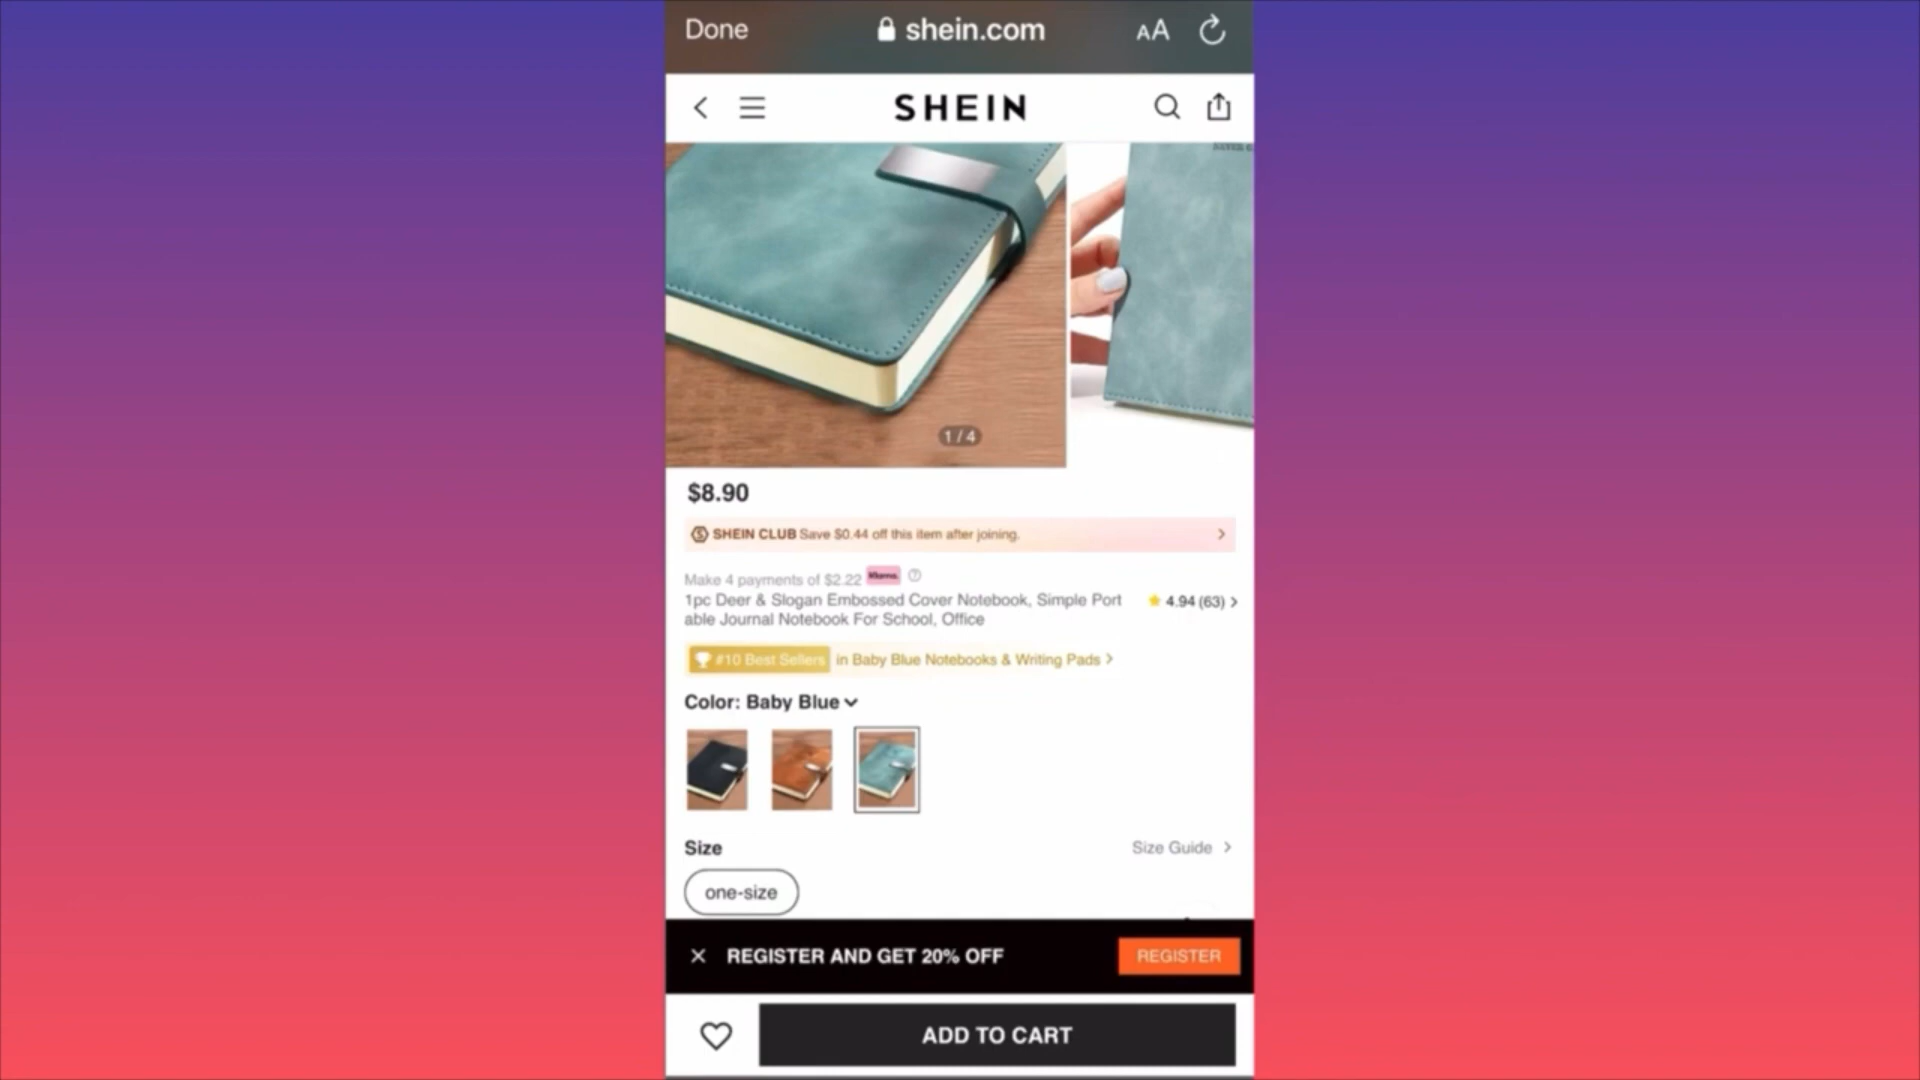 Done
shein.com
AA
SHEIN
1 / 4
$8.90
SHEIN CLUB Save $0.44 off this item after joining.
Make 4 payments of $2.22 Klarna.
1pc Deer & Slogan Embossed Cover Notebook, Simple Port
able Journal Notebook For School, Office
4.94 (63)
#10 Best Sellers in Baby Blue Notebooks & Writing Pads
Color: Baby Blue
Size
Size Guide
one-size
REGISTER AND GET 20% OFF
REGISTER
ADD TO CART